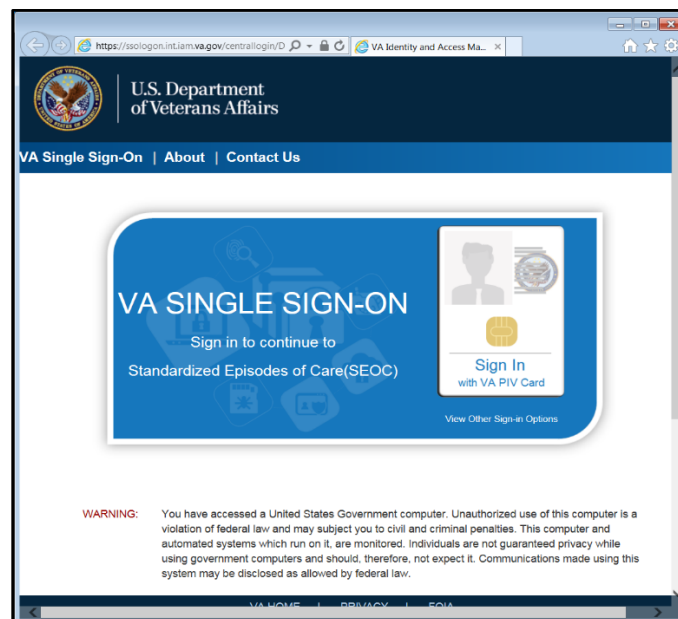 https://ssologon.int.iam.va.gov/centrallogin/D
VA Identity and Access Ma...
U.S. Department
of Veterans Affairs
VA Single Sign-On | About | Contact Us
VA SINGLE SIGN-ON
Sign in to continue to
Standardized Episodes of Care(SEOC)
Sign In
with VA PIV Card
View Other Sign-in Options
WARNING: You have accessed a United States Government computer. Unauthorized use of this computer is a
violation of federal law and may subject you to civil and criminal penalties. This computer and
automated systems which run on it, are monitored. Individuals are not guaranteed privacy while
using government computers and should, therefore, not expect it. Communications made using this
system may be disclosed as allowed by federal law.
VA HOME | PRIVACY | FOIA